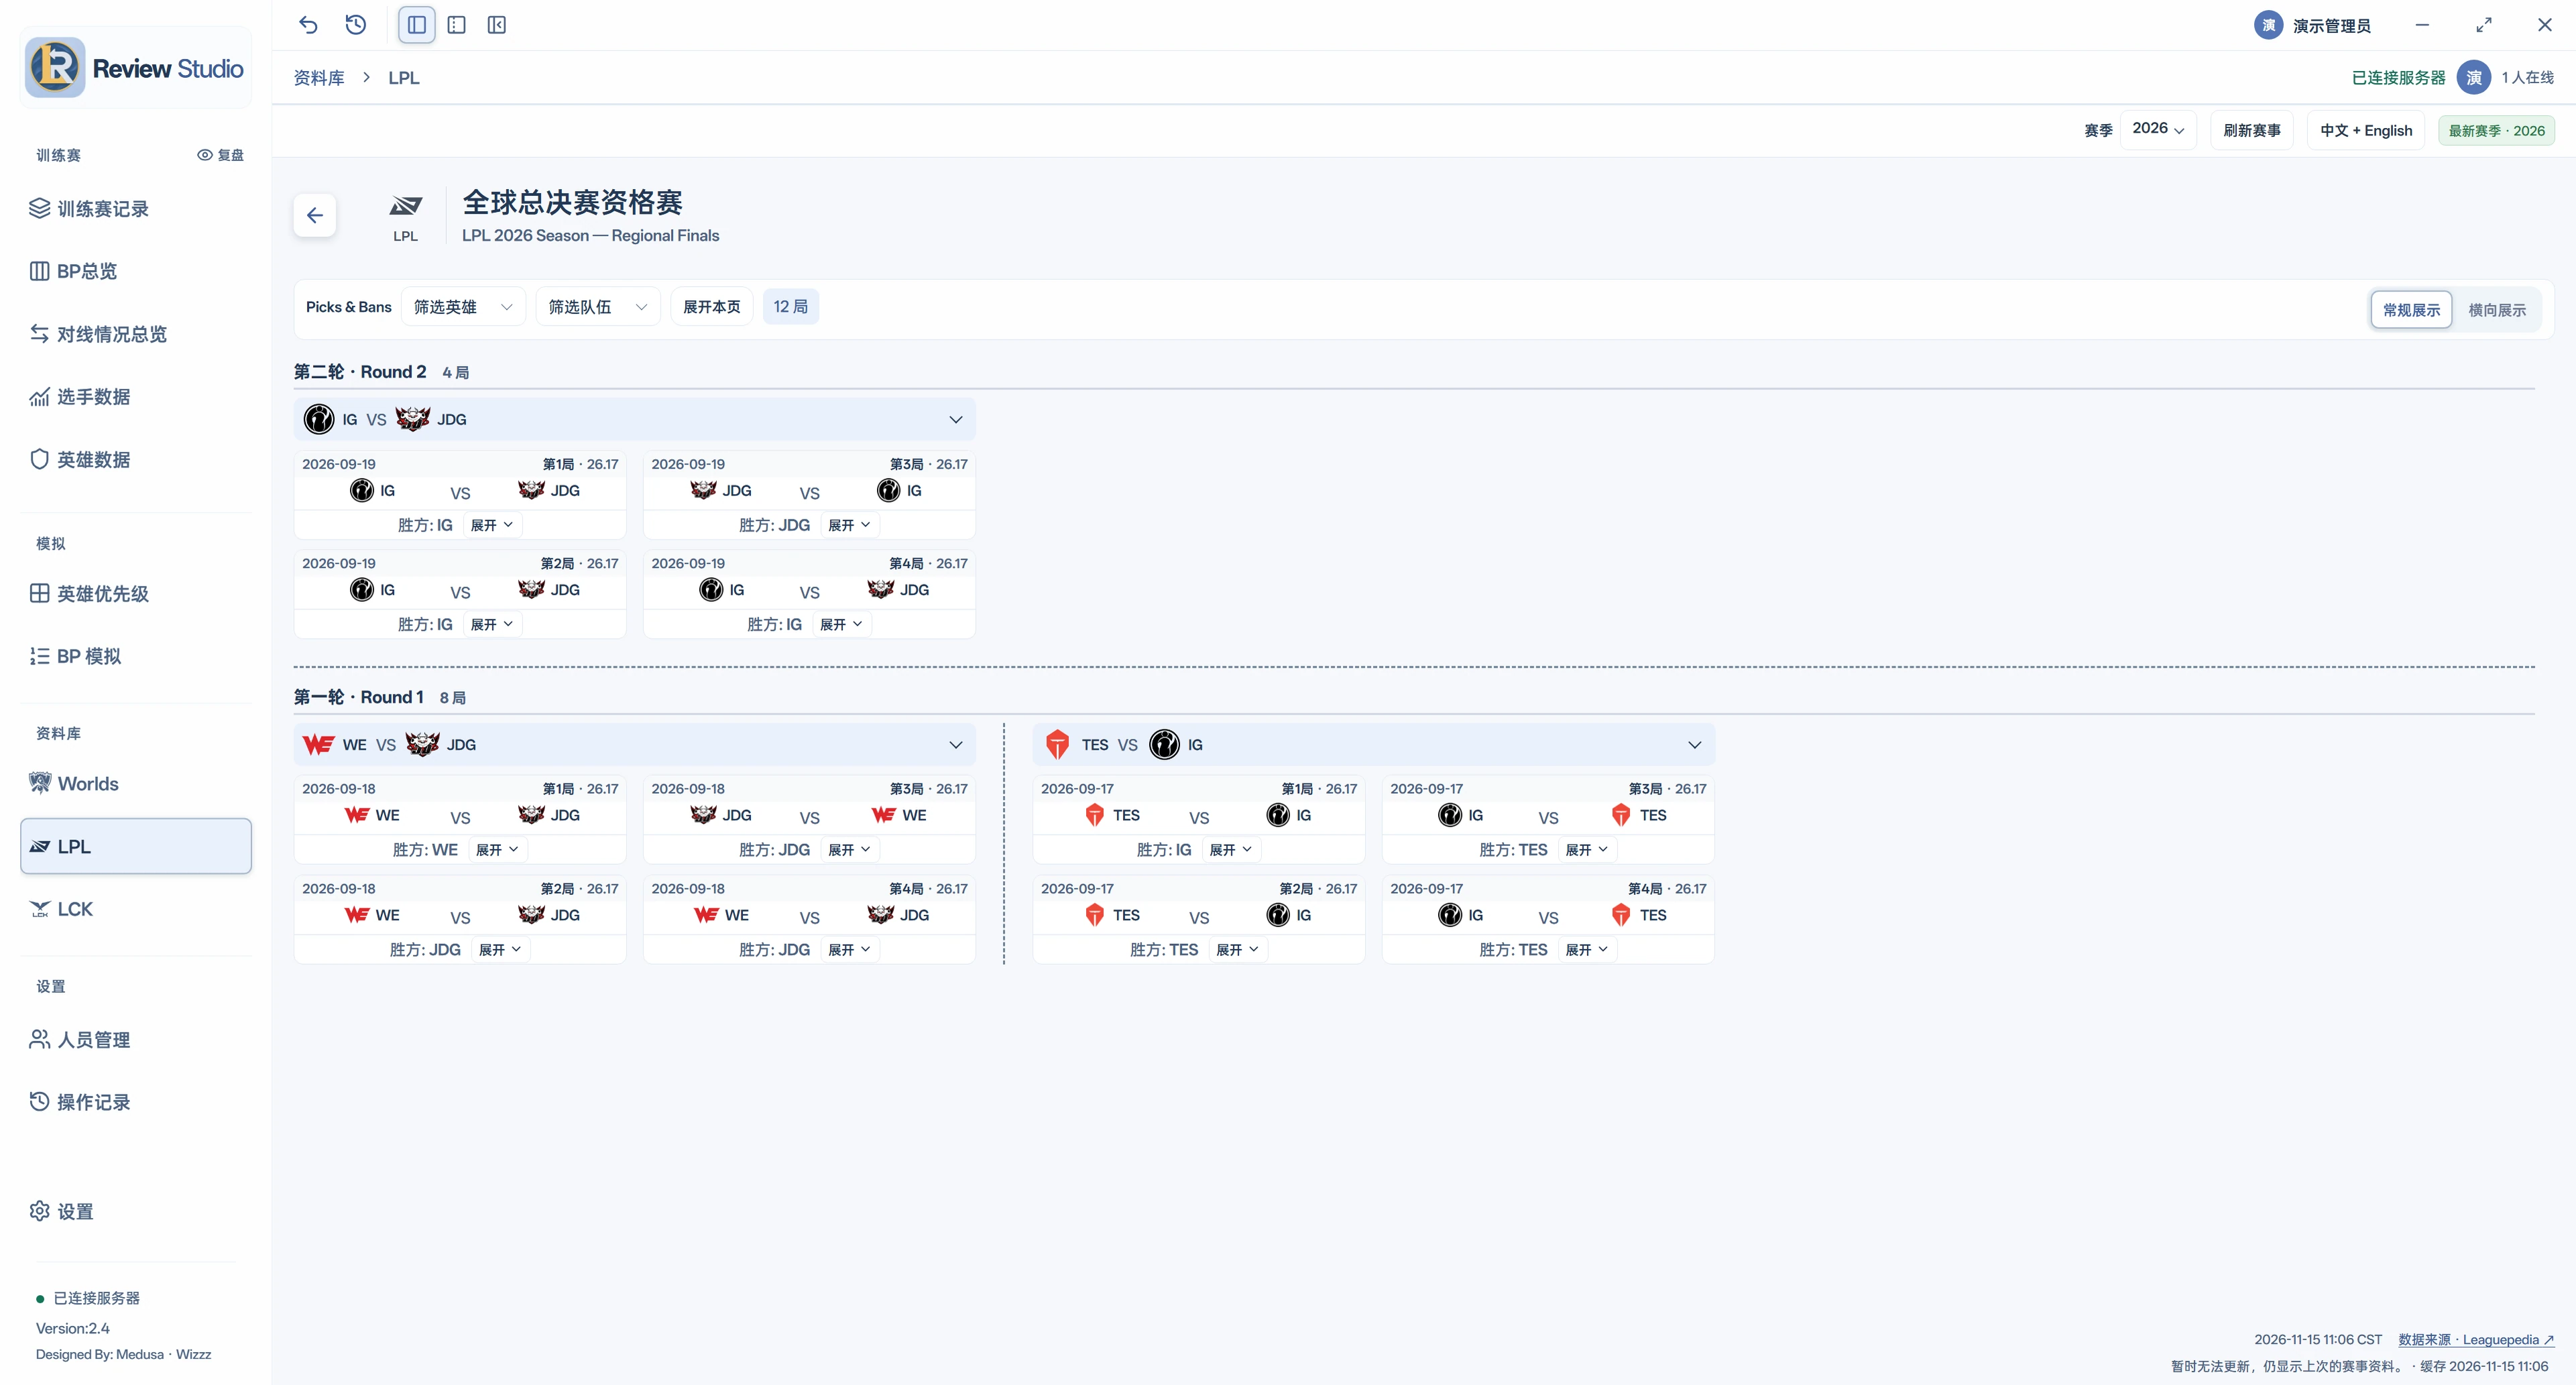 演 演示管理员
Review Studio
资料库 > LPL
已连接服务器 演 1 人在线
赛季 2026 刷新赛事 中文 + English 最新赛季 · 2026
训练赛 复盘
训练赛记录
BP总览
对线情况总览
选手数据
英雄数据
模拟
英雄优先级
BP 模拟
资料库
Worlds
LPL
LCK
设置
人员管理
操作记录
设置
已连接服务器
Version:2.4
Designed By: Medusa · Wizzz
LPL
全球总决赛资格赛
LPL 2026 Season — Regional Finals
Picks & Bans 筛选英雄 筛选队伍 展开本页 12 局
常规展示 横向展示
第二轮 · Round 2 4 局
IG VS JDG
2026-09-19 第1局 · 26.17
IG VS JDG
胜方: IG 展开
2026-09-19 第3局 · 26.17
JDG VS IG
胜方: JDG 展开
2026-09-19 第2局 · 26.17
IG VS JDG
胜方: IG 展开
2026-09-19 第4局 · 26.17
IG VS JDG
胜方: IG 展开
第一轮 · Round 1 8 局
WE VS JDG
2026-09-18 第1局 · 26.17
WE VS JDG
胜方: WE 展开
2026-09-18 第3局 · 26.17
JDG VS WE
胜方: JDG 展开
2026-09-18 第2局 · 26.17
WE VS JDG
胜方: JDG 展开
2026-09-18 第4局 · 26.17
WE VS JDG
胜方: JDG 展开
TES VS IG
2026-09-17 第1局 · 26.17
TES VS IG
胜方: IG 展开
2026-09-17 第3局 · 26.17
IG VS TES
胜方: TES 展开
2026-09-17 第2局 · 26.17
TES VS IG
胜方: TES 展开
2026-09-17 第4局 · 26.17
IG VS TES
胜方: TES 展开
2026-11-15 11:06 CST 数据来源 · Leaguepedia ↗
暂时无法更新，仍显示上次的赛事资料。 · 缓存 2026-11-15 11:06